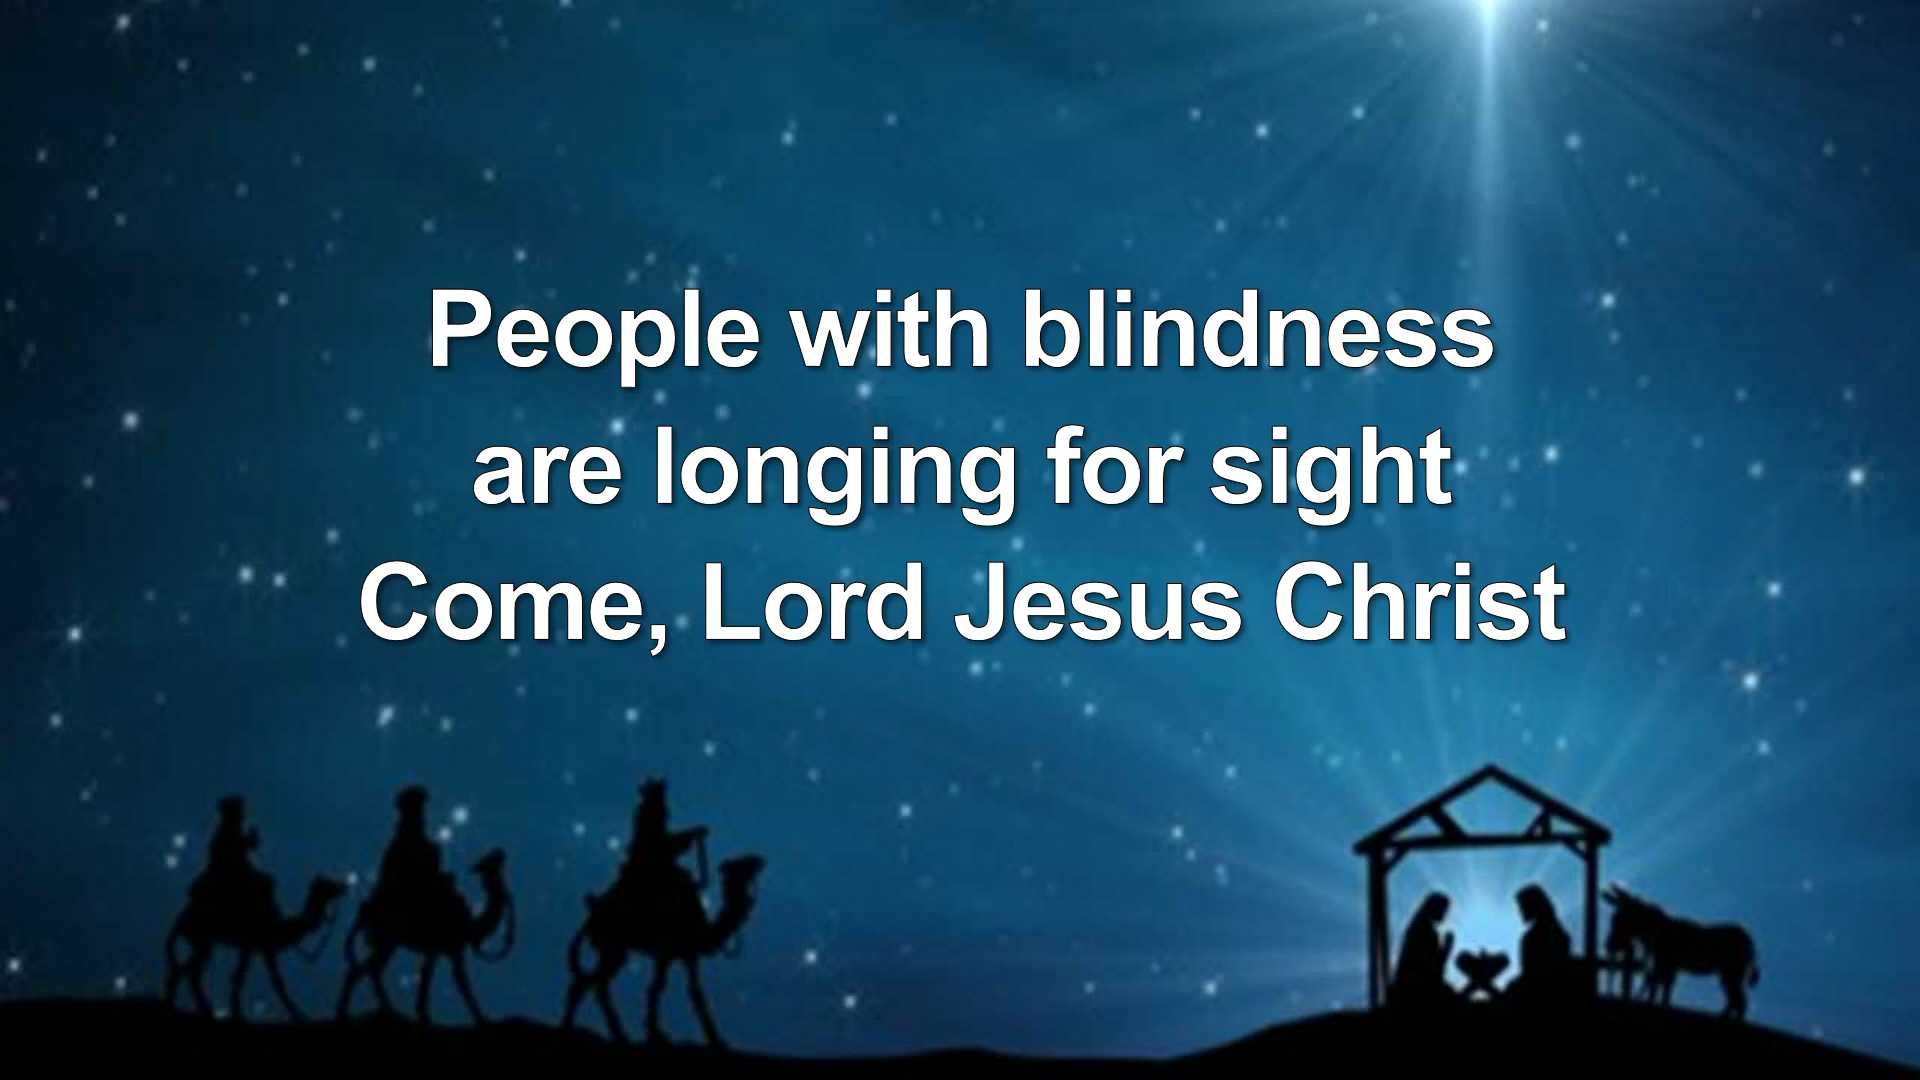 People with blindness
are longing for sight
Come, Lord Jesus Christ